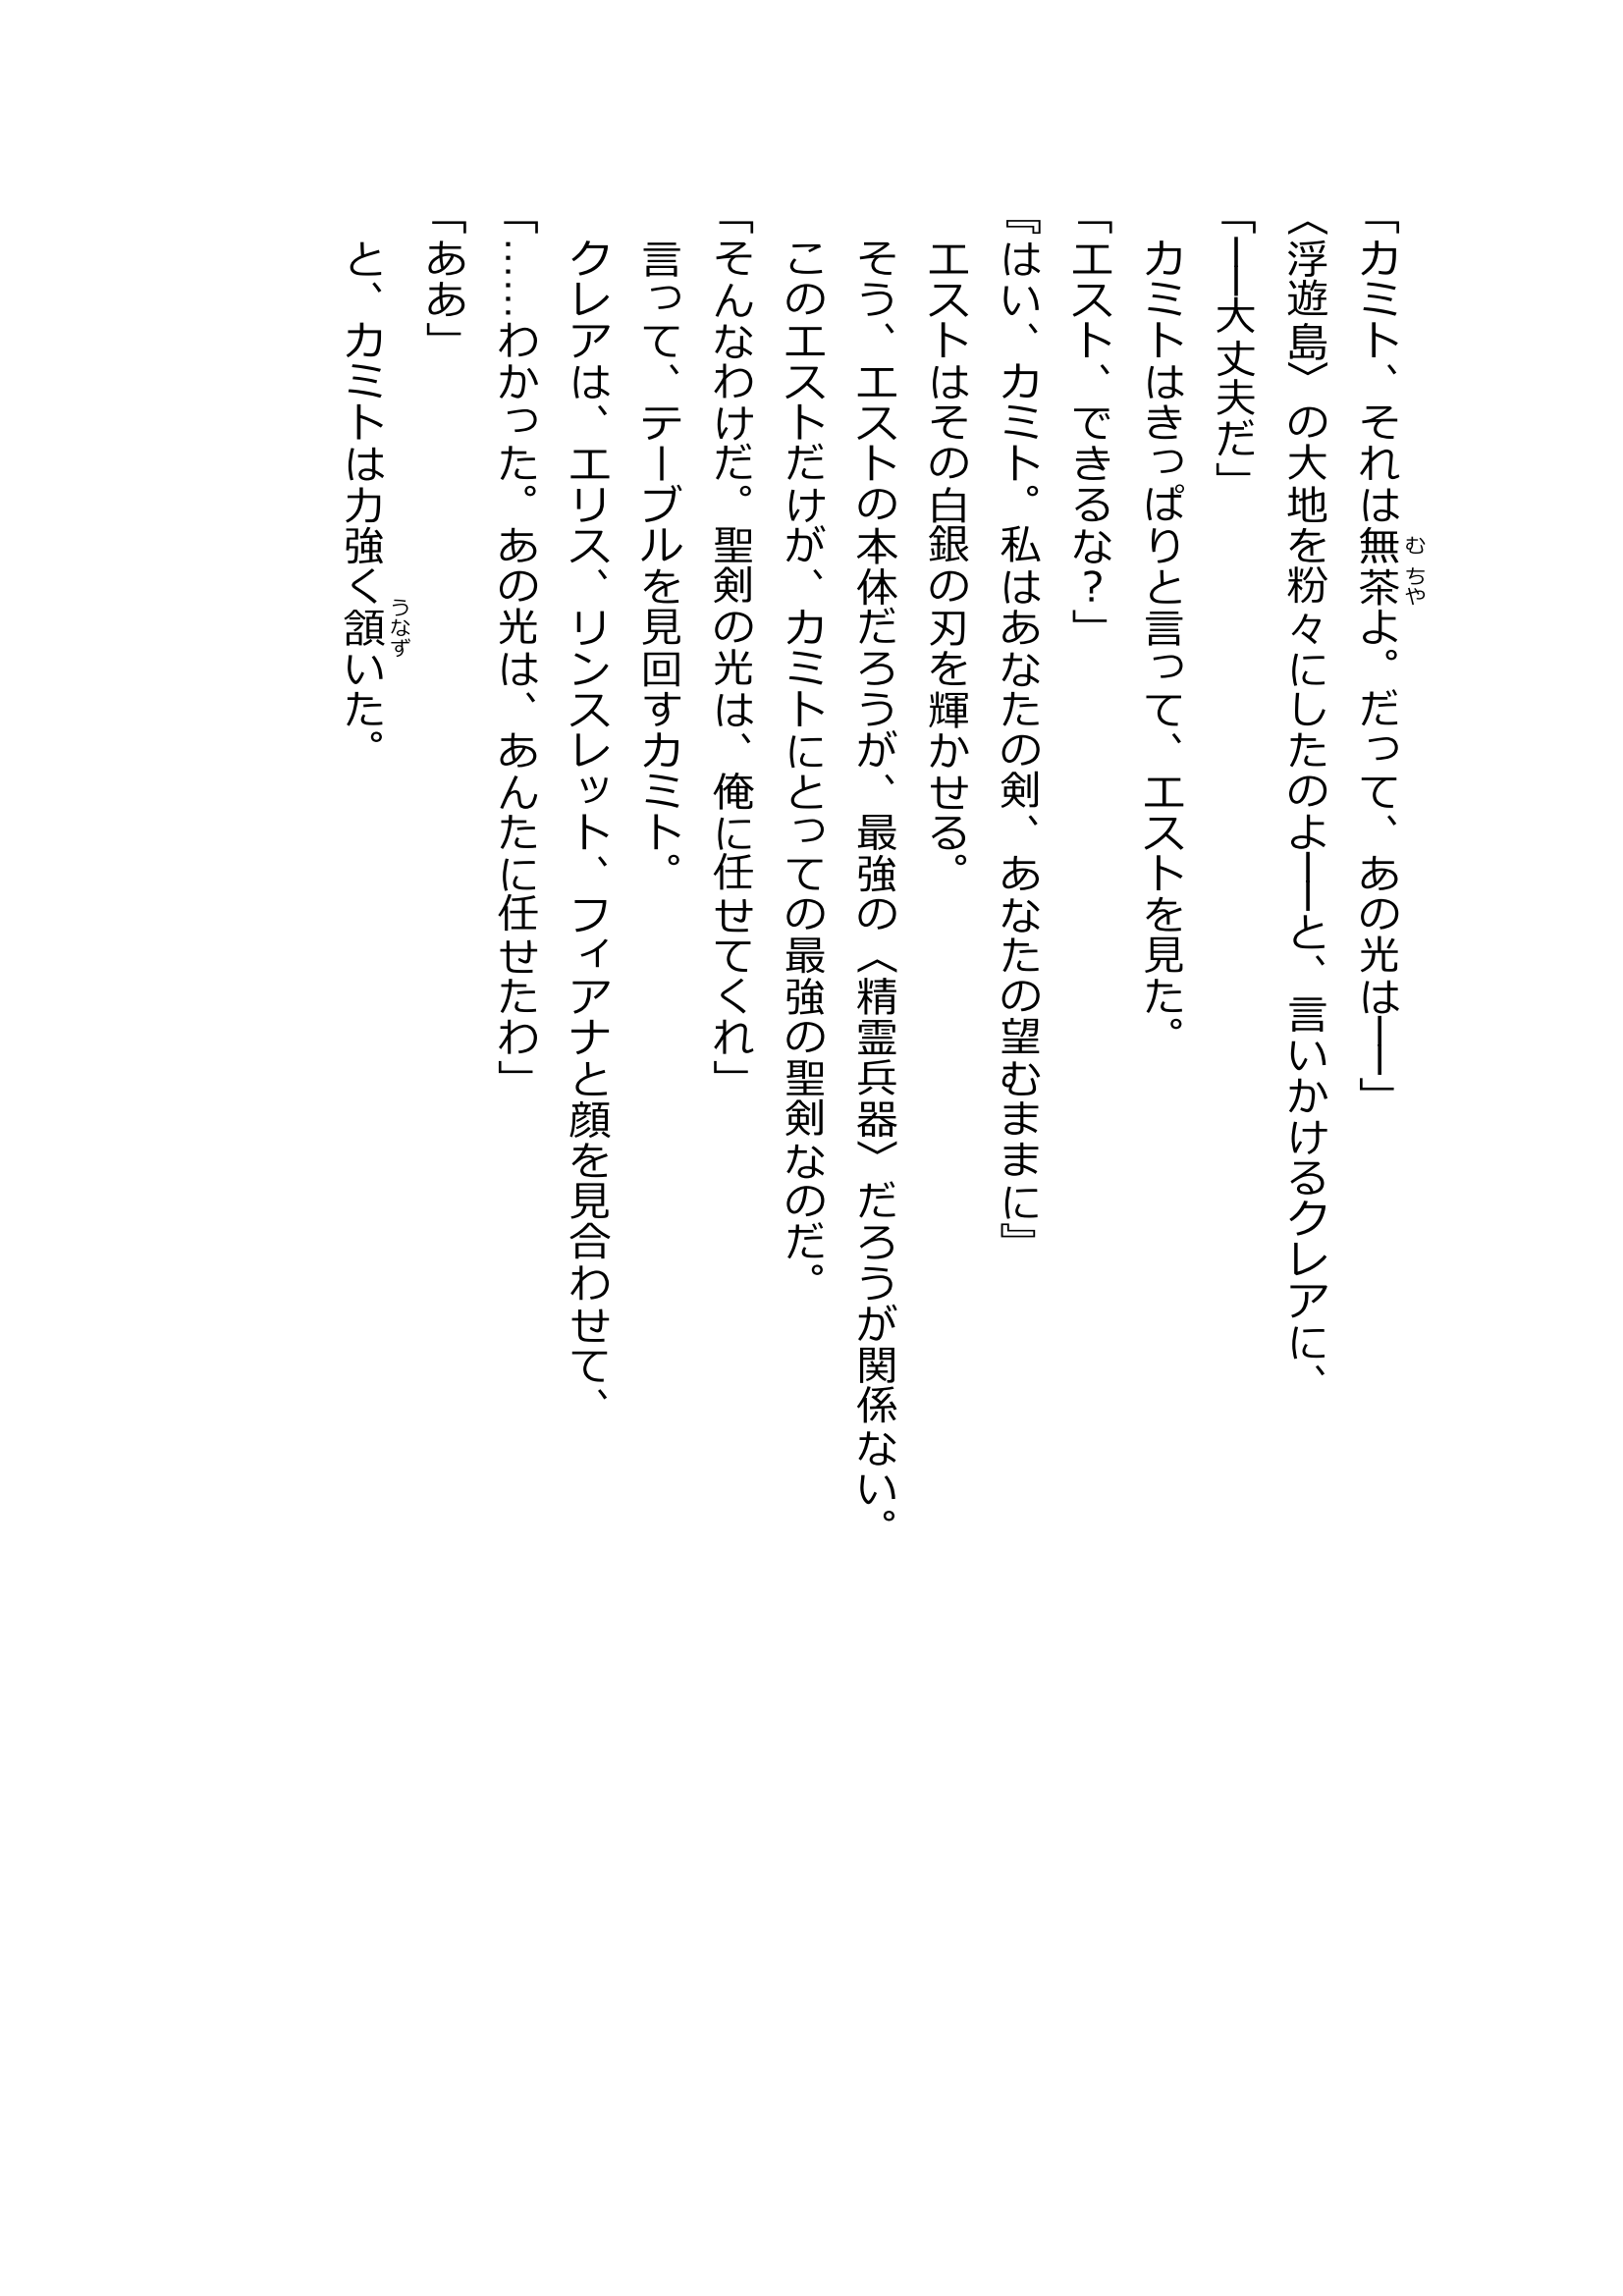 「カミト、それは無茶よ。だって、あの光は――」
〈浮遊島〉の大地を粉々にしたのよ――と、言いかけるクレアに、
「――大丈夫だ」
カミトはきっぱりと言って、エストを見た。
「エスト、できるな？」
『はい、カミト。私はあなたの剣、あなたの望むままに』
エストはその白銀の刃を輝かせる。
そう、エストの本体だろうが、最強の〈精霊兵器〉だろうが関係ない。
このエストだけが、カミトにとっての最強の聖剣なのだ。
「そんなわけだ。聖剣の光は、俺に任せてくれ」
言って、テーブルを見回すカミト。
クレアは、エリス、リンスレット、フィアナと顔を見合わせて、
「……わかった。あの光は、あんたに任せたわ」
「ああ」
と、カミトは力強く頷いた。
むちや
うなず